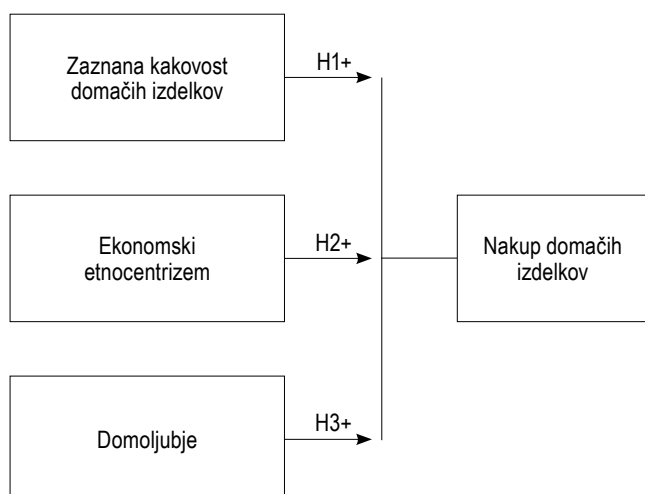 Zaznana kakovost
domačih izdelkov
H1+
Ekonomski
etnocentrizem
H2+
Nakup domačih
izdelkov
Domoljubje
H3+